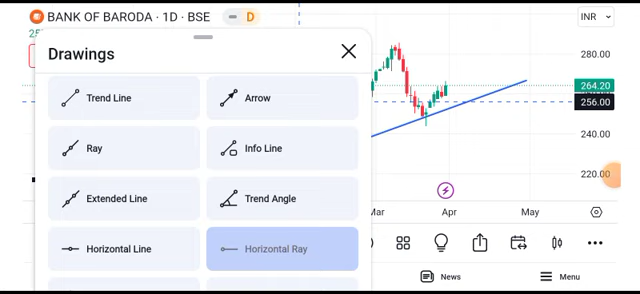 BANK OF BARODA · 1D · BSE
D
INR
Drawings
Trend Line
Arrow
Ray
Info Line
Extended Line
Trend Angle
Horizontal Line
Horizontal Ray
280.00
264.20
256.00
240.00
220.00
Mar
Apr
May
News
Menu